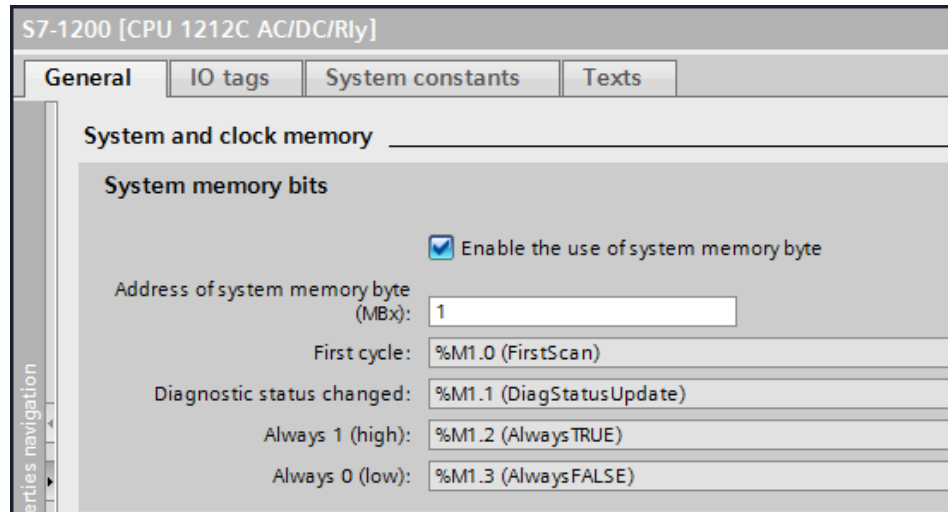 S7-1200 [CPU 1212C AC/DC/Rly]
General IO tags System constants Texts
System and clock memory
System memory bits
Enable the use of system memory byte
Address of system memory byte
(MBx): 1
First cycle: %M1.0 (FirstScan)
Diagnostic status changed: %M1.1 (DiagStatusUpdate)
Always 1 (high): %M1.2 (AlwaysTRUE)
Always 0 (low): %M1.3 (AlwaysFALSE)
erties navigation